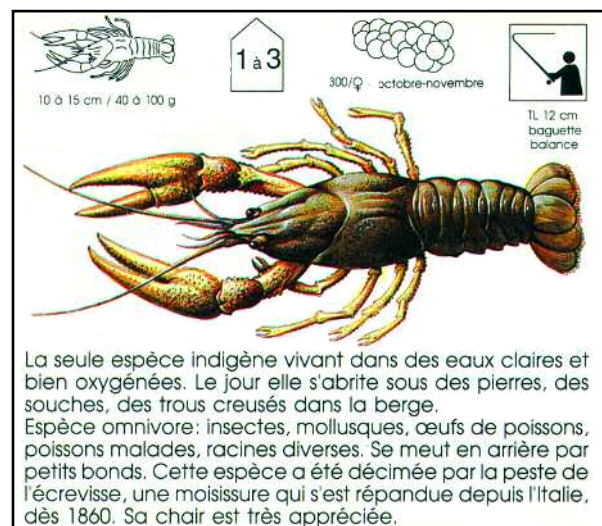 1 à 3
10 à 15 cm / 40 à 100 g
300/♀ - octobre-novembre
TL 12 cm
baguette
balance
La seule espèce indigène vivant dans des eaux claires et
bien oxygénées. Le jour elle s'abrite sous des pierres, des
souches, des trous creusés dans la berge.
Espèce omnivore: insectes, mollusques, œufs de poissons,
poissons malades, racines diverses. Se meut en arrière par
petits bonds. Cette espèce a été décimée par la peste de
l'écrevisse, une moisissure qui s'est répandue depuis l'Italie,
dès 1860. Sa chair est très appréciée.